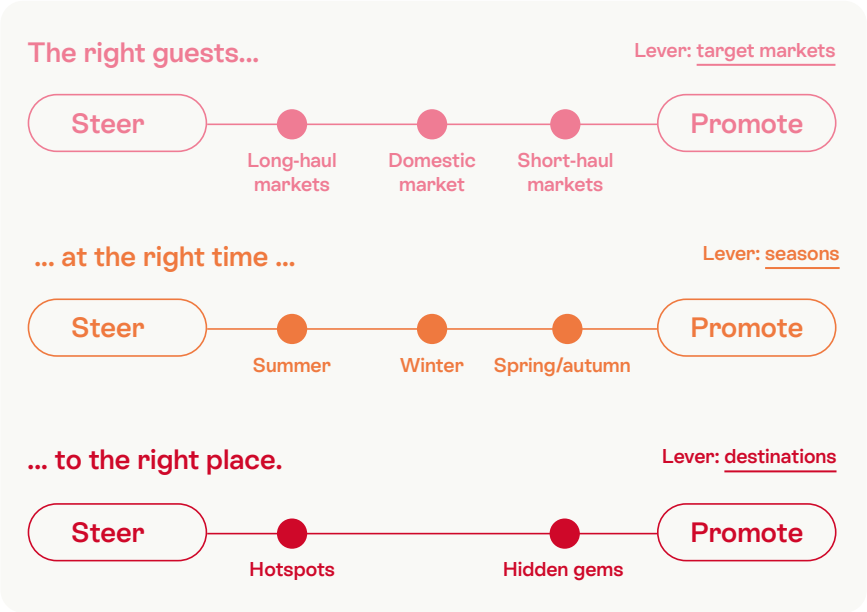 The right guests...
Lever: target markets
Steer
Promote
Long-haul
markets
Domestic
market
Short-haul
markets
... at the right time ...
Lever: seasons
Steer
Promote
Summer
Winter
Spring/autumn
... to the right place.
Lever: destinations
Steer
Promote
Hotspots
Hidden gems